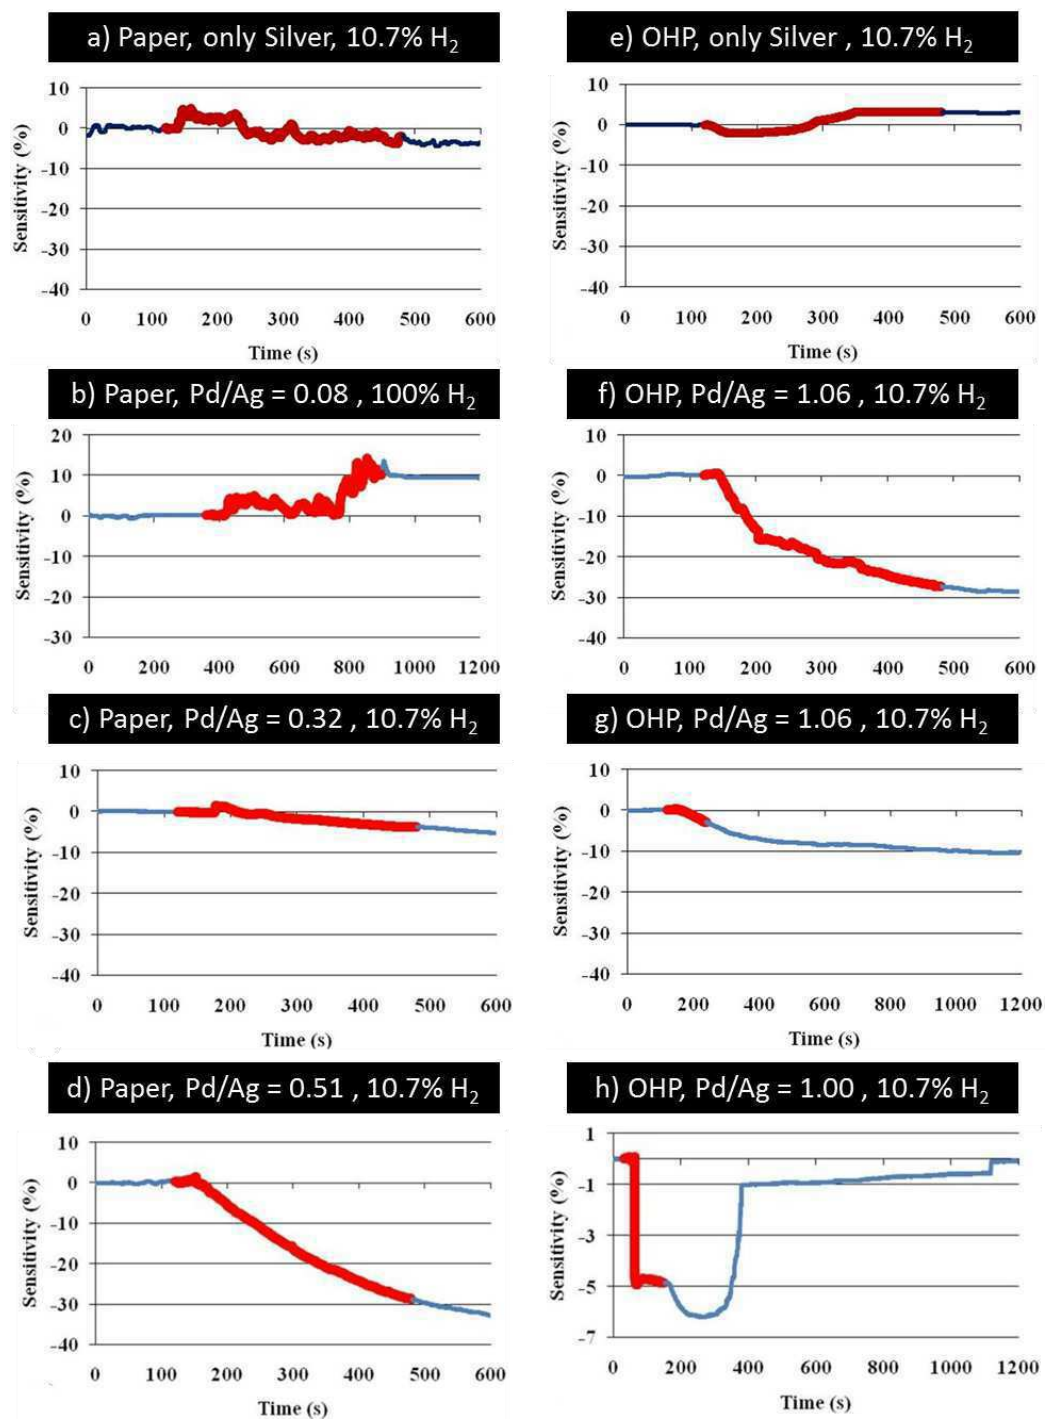 a) Paper, only Silver, 10.7% H₂
10
0
-10
-20
-30
-40
Sensitivity (%)
0 100 200 300 400 500 600
Time (s)
b) Paper, Pd/Ag = 0.08 , 100% H₂
20
10
0
-10
-20
-30
Sensitivity (%)
0 200 400 600 800 1000 1200
c) Paper, Pd/Ag = 0.32 , 10.7% H₂
10
0
-10
-20
-30
-40
Sensitivity (%)
0 100 200 300 400 500 600
Time (s)
d) Paper, Pd/Ag = 0.51 , 10.7% H₂
10
0
-10
-20
-30
-40
Sensitivity (%)
0 100 200 300 400 500 600
Time (s)
e) OHP, only Silver , 10.7% H₂
10
0
-10
-20
-30
-40
Sensitivity (%)
0 100 200 300 400 500 600
Time (s)
f) OHP, Pd/Ag = 1.06 , 10.7% H₂
10
0
-10
-20
-30
-40
Sensitivity (%)
0 100 200 300 400 500 600
g) OHP, Pd/Ag = 1.06 , 10.7% H₂
10
0
-10
-20
-30
-40
Sensitivity (%)
0 200 400 600 800 1000 1200
Time (s)
h) OHP, Pd/Ag = 1.00 , 10.7% H₂
1
-1
-3
-5
-7
Sensitivity (%)
0 200 400 600 800 1000 1200
Time (s)